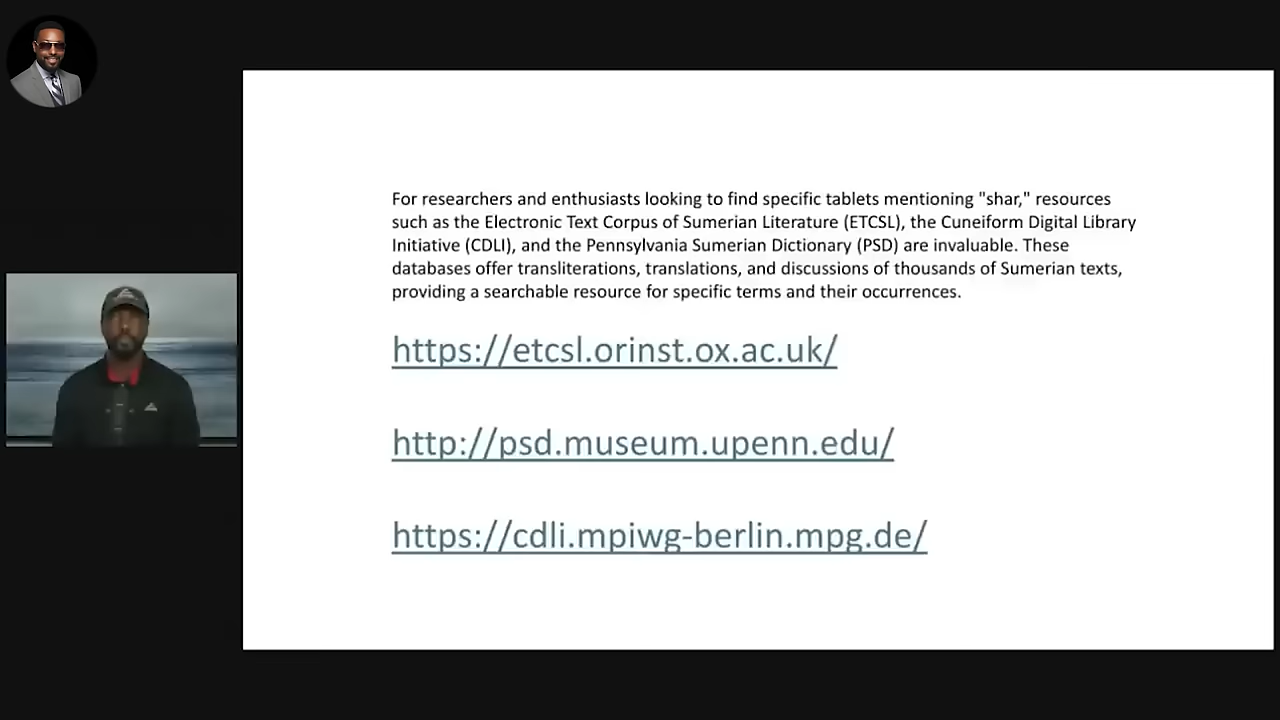 For researchers and enthusiasts looking to find specific tablets mentioning "shar," resources
such as the Electronic Text Corpus of Sumerian Literature (ETCSL), the Cuneiform Digital Library
Initiative (CDLI), and the Pennsylvania Sumerian Dictionary (PSD) are invaluable. These
databases offer transliterations, translations, and discussions of thousands of Sumerian texts,
providing a searchable resource for specific terms and their occurrences.
https://etcsl.orinst.ox.ac.uk/
http://psd.museum.upenn.edu/
https://cdli.mpiwg-berlin.mpg.de/